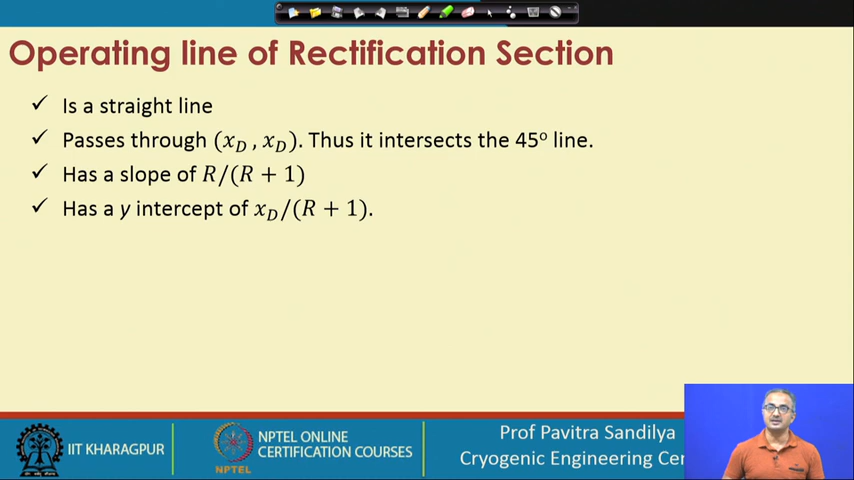 Operating line of Rectification Section
✓ Is a straight line
✓ Passes through (x_D , x_D). Thus it intersects the 45° line.
✓ Has a slope of R/(R + 1)
✓ Has a y intercept of x_D/(R + 1).
IIT KHARAGPUR
NPTEL
NPTEL ONLINE
CERTIFICATION COURSES
Prof Pavitra Sandilya
Cryogenic Engineering Cen